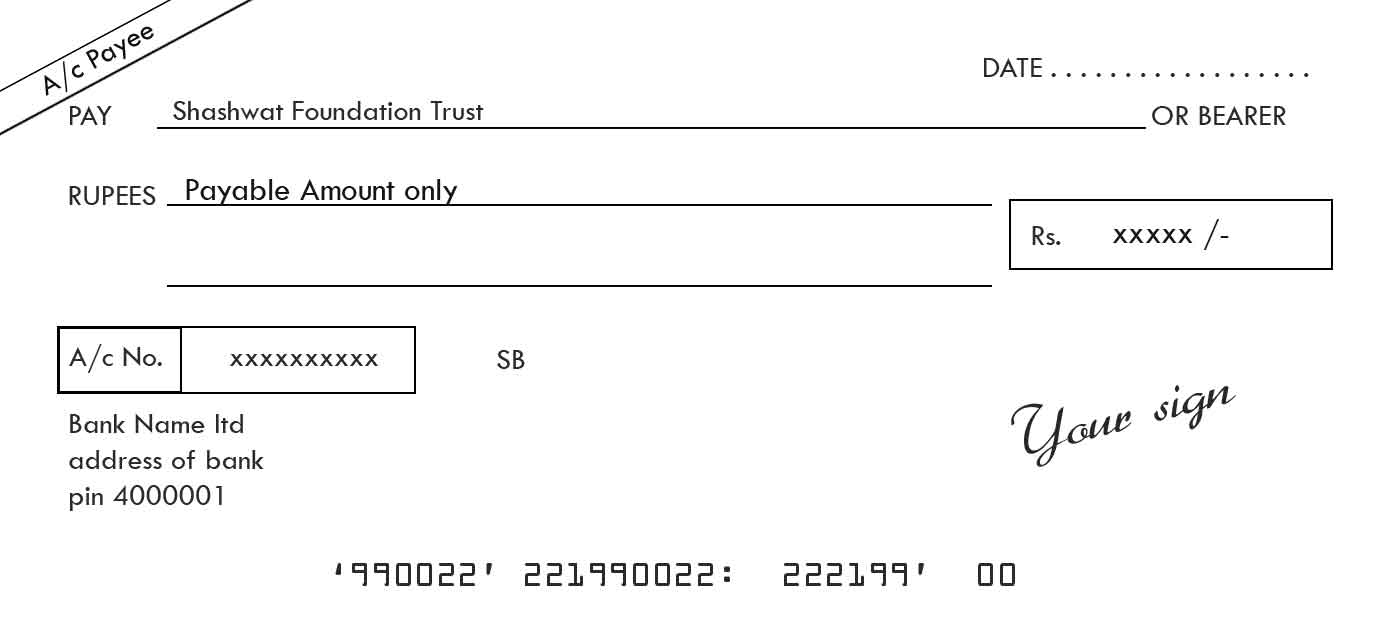 A/c Payee
DATE . . . . . . . . . . . . . . . . . .
PAY Shashwat Foundation Trust OR BEARER
RUPEES Payable Amount only
Rs. xxxxx /-
A/c No. xxxxxxxxxx SB
Your sign
Bank Name ltd
address of bank
pin 4000001
‘990022’ 221990022: 222199’ 00